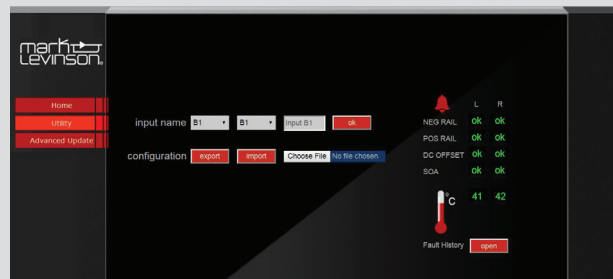 mark
Levinson®
Home
Utility
Advanced Update
input name B1 B1 Input B1 ok
configuration export import Choose File No file chosen
L R
NEG RAIL ok ok
POS RAIL ok ok
DC OFFSET ok ok
SOA ok ok
°C 41 42
Fault History open